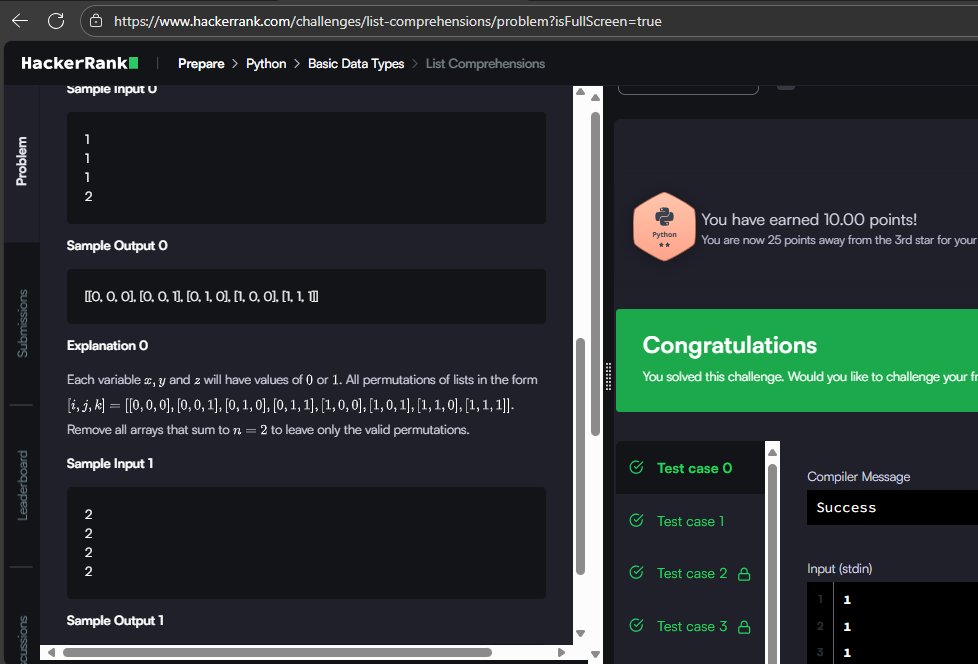 https://www.hackerrank.com/challenges/list-comprehensions/problem?isFullScreen=true
HackerRank
Prepare > Python > Basic Data Types > List Comprehensions
Problem
Submissions
Leaderboard
Sample Input 0
1
1
1
2
Sample Output 0
[[0, 0, 0], [0, 0, 1], [0, 1, 0], [1, 0, 0], [1, 1, 1]]
Explanation 0
Each variable x, y and z will have values of 0 or 1. All permutations of lists in the form
[i, j, k] = [[0, 0, 0], [0, 0, 1], [0, 1, 0], [0, 1, 1], [1, 0, 0], [1, 0, 1], [1, 1, 0], [1, 1, 1]].
Remove all arrays that sum to n = 2 to leave only the valid permutations.
Sample Input 1
2
2
2
2
Sample Output 1
Python
You have earned 10.00 points!
You are now 25 points away from the 3rd star for your
Congratulations
You solved this challenge. Would you like to challenge your
Test case 0
Test case 1
Test case 2
Test case 3
Compiler Message
Success
Input (stdin)
1 1
2 1
3 1